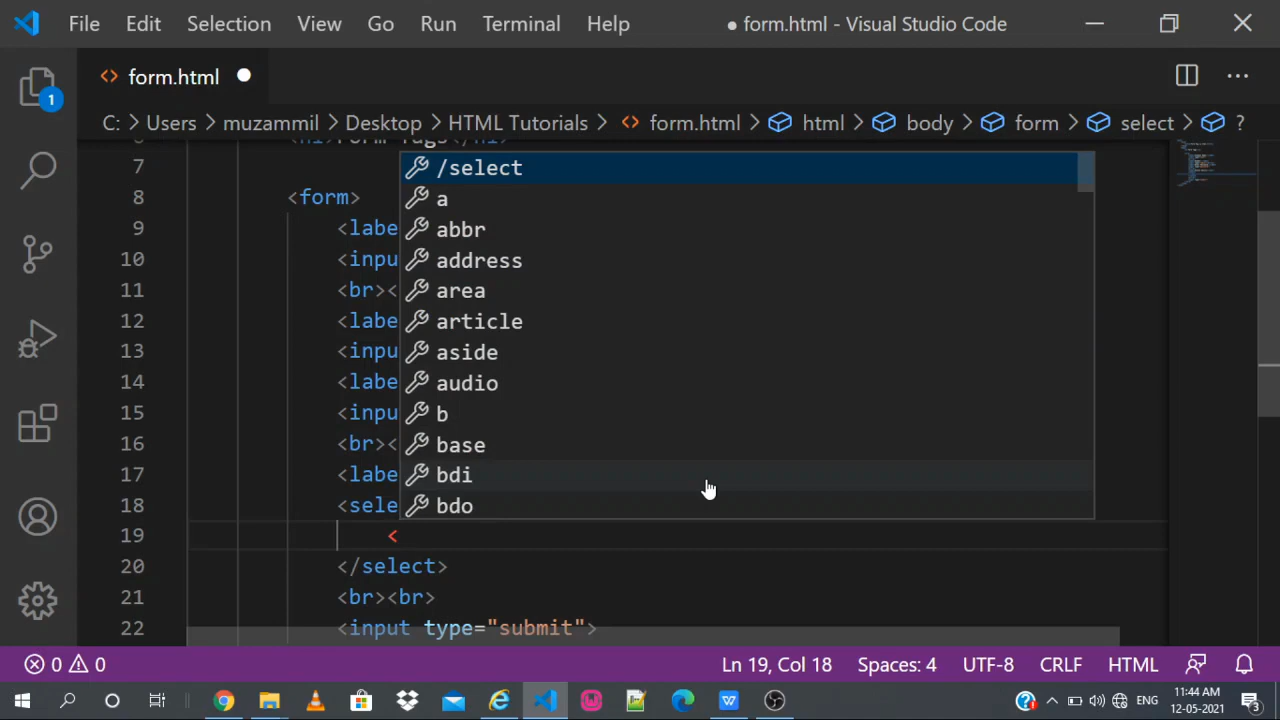 File Edit Selection View Go Run Terminal Help ● form.html - Visual Studio Code
form.html
1
C: > Users > muzammil > Desktop > HTML Tutorials > form.html > html > body > form > select > ?
7
8 <form>
9 <labe
10 <inpu
11 <br><
12 <labe
13 <inpu
14 <labe
15 <inpu
16 <br><
17 <labe
18 <sele
19 <
20 </select>
21 <br><br>
22 <input type="submit">
/select
a
abbr
address
area
article
aside
audio
b
base
bdi
bdo
0 0 Ln 19, Col 18 Spaces: 4 UTF-8 CRLF HTML
ENG 11:44 AM
12-05-2021
3